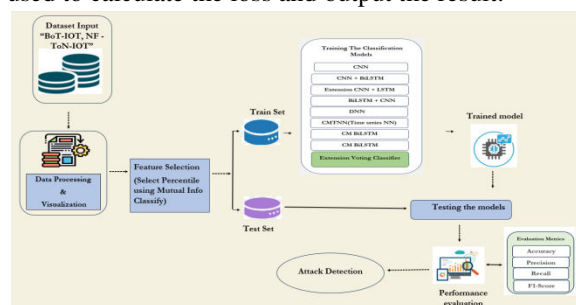 used to calculate the loss and output the result.
Dataset Input
"BoT-IOT, NF -
ToN-IOT"
Data Processing
&
Visualization
Feature Selection
(Select Percentile
using Mutual Info
Classify)
Train Set
Test Set
Training The Classification
Models
CNN
CNN + BiLSTM
Extension CNN + LSTM
BiLSTM + CNN
DNN
CMTNN(Time series NN)
CM BiLSTM
CM BiLSTM
Extension Voting Classifier
Trained model
Testing the models
Performance
evaluation
Evaluation Metrics
Accuracy
Precision
Recall
F1-Score
Attack Detection